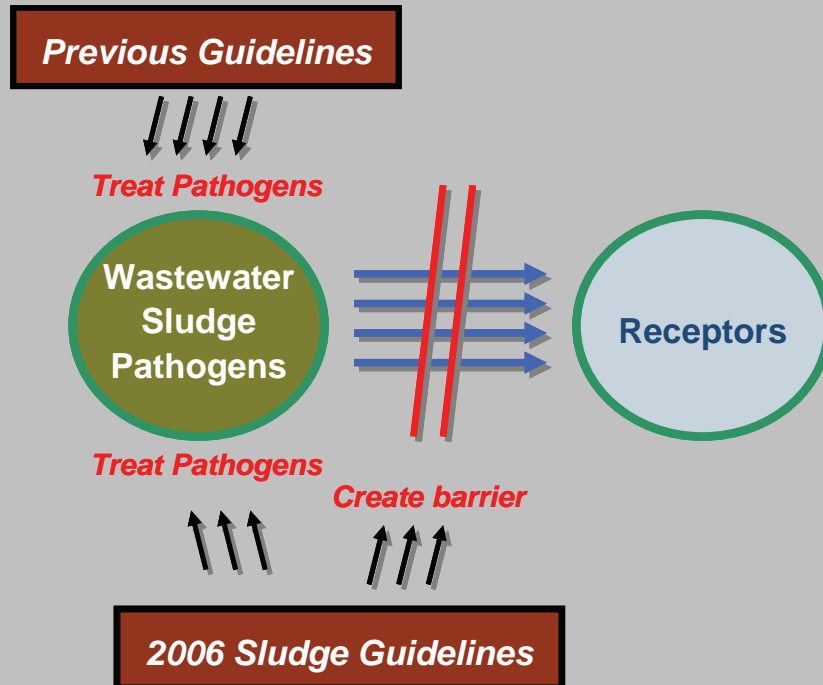 Previous Guidelines
Treat Pathogens
Wastewater
Sludge
Pathogens
Receptors
Treat Pathogens
Create barrier
2006 Sludge Guidelines